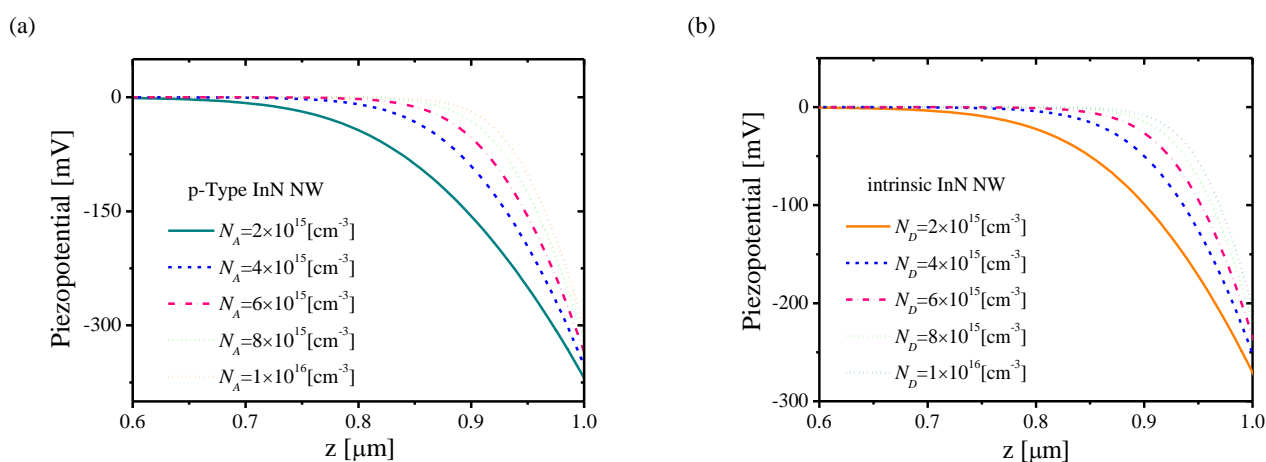 (a)
(b)
0
-150
-300
Piezopotential [mV]
p-Type InN NW
N_A=2×10^15[cm^-3]
N_A=4×10^15[cm^-3]
N_A=6×10^15[cm^-3]
N_A=8×10^15[cm^-3]
N_A=1×10^16[cm^-3]
0.6 0.7 0.8 0.9 1.0
z [μm]
0
-100
-200
-300
Piezopotential [mV]
intrinsic InN NW
N_D=2×10^15[cm^-3]
N_D=4×10^15[cm^-3]
N_D=6×10^15[cm^-3]
N_D=8×10^15[cm^-3]
N_D=1×10^16[cm^-3]
0.6 0.7 0.8 0.9 1.0
z [μm]